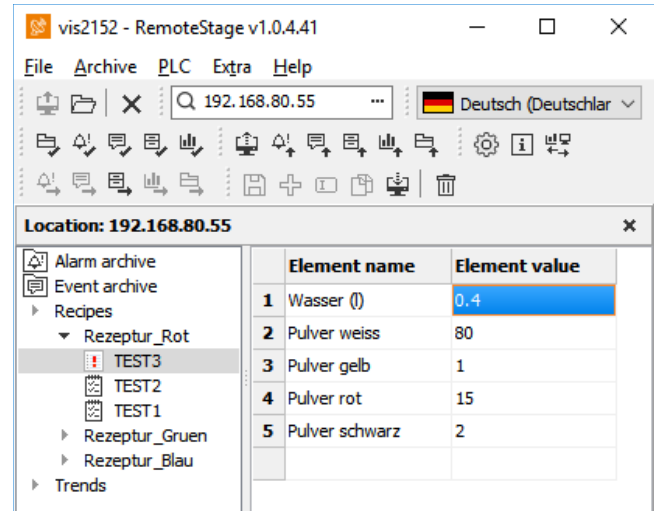 vis2152 - RemoteStage v1.0.4.41
File Archive PLC Extra Help
192.168.80.55 ... Deutsch (Deutschlar
Location: 192.168.80.55
Alarm archive
Event archive
Recipes
Rezeptur_Rot
TEST3
TEST2
TEST1
Rezeptur_Gruen
Rezeptur_Blau
Trends
Element name Element value
1 Wasser (l) 0.4
2 Pulver weiss 80
3 Pulver gelb 1
4 Pulver rot 15
5 Pulver schwarz 2